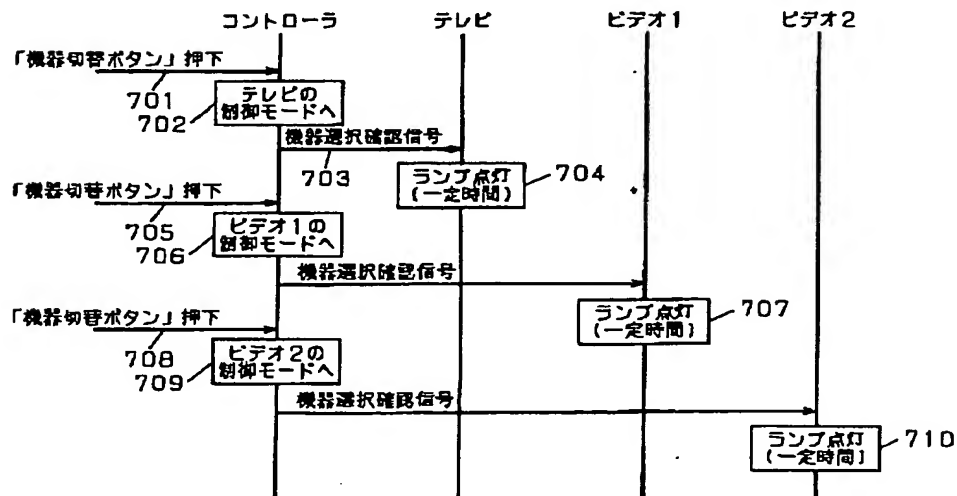 コントローラ
テレビ
ビデオ1
ビデオ2
「機器切替ボタン」押下
701
702
テレビの
制御モードへ
機器選択確認信号
703
ランプ点灯
(一定時間)
704
「機器切替ボタン」押下
705
706
ビデオ1の
制御モードへ
機器選択確認信号
ランプ点灯
(一定時間)
707
「機器切替ボタン」押下
708
709
ビデオ2の
制御モードへ
機器選択確認信号
ランプ点灯
(一定時間)
710